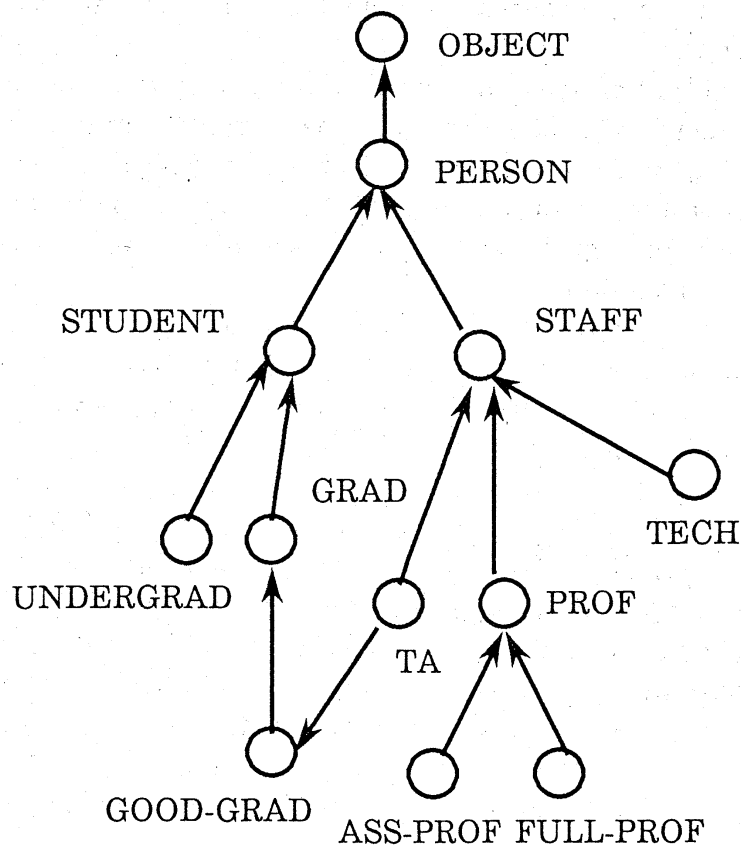 OBJECT
PERSON
STUDENT
STAFF
GRAD
TECH
UNDERGRAD
PROF
TA
GOOD-GRAD
ASS-PROF FULL-PROF